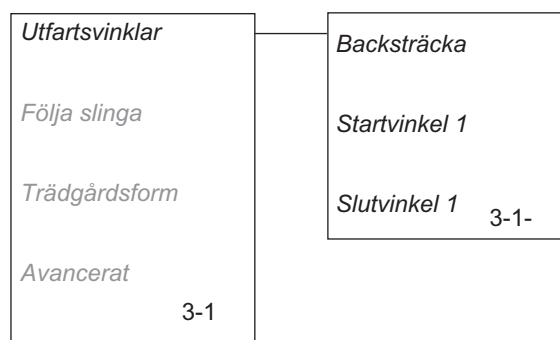 Utfartsvinklar
Följa slinga
Trädgårdsform
Avancerat
3-1
Backsträcka
Startvinkel 1
Slutvinkel 1
3-1-